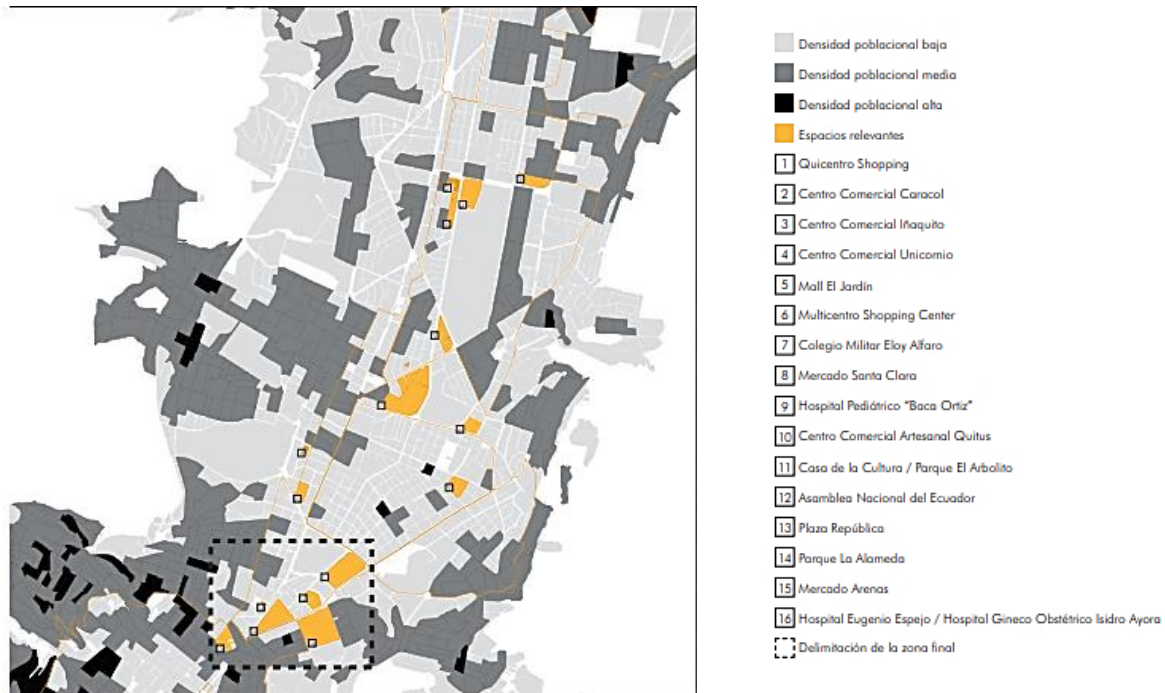 Densidad poblacional baja
Densidad poblacional media
Densidad poblacional alta
Espacios relevantes
1 Quicentro Shopping
2 Centro Comercial Caracol
3 Centro Comercial Iñaquito
4 Centro Comercial Unicornio
5 Mall El Jardín
6 Multicentro Shopping Center
7 Colegio Militar Eloy Alfaro
8 Mercado Santa Clara
9 Hospital Pediátrico "Baca Ortiz"
10 Centro Comercial Artesanal Quitus
11 Casa de la Cultura / Parque El Arbolito
12 Asamblea Nacional del Ecuador
13 Plaza República
14 Parque La Alameda
15 Mercado Arenas
16 Hospital Eugenio Espejo / Hospital Gineco Obstétrico Isidro Ayora
Delimitación de la zona final